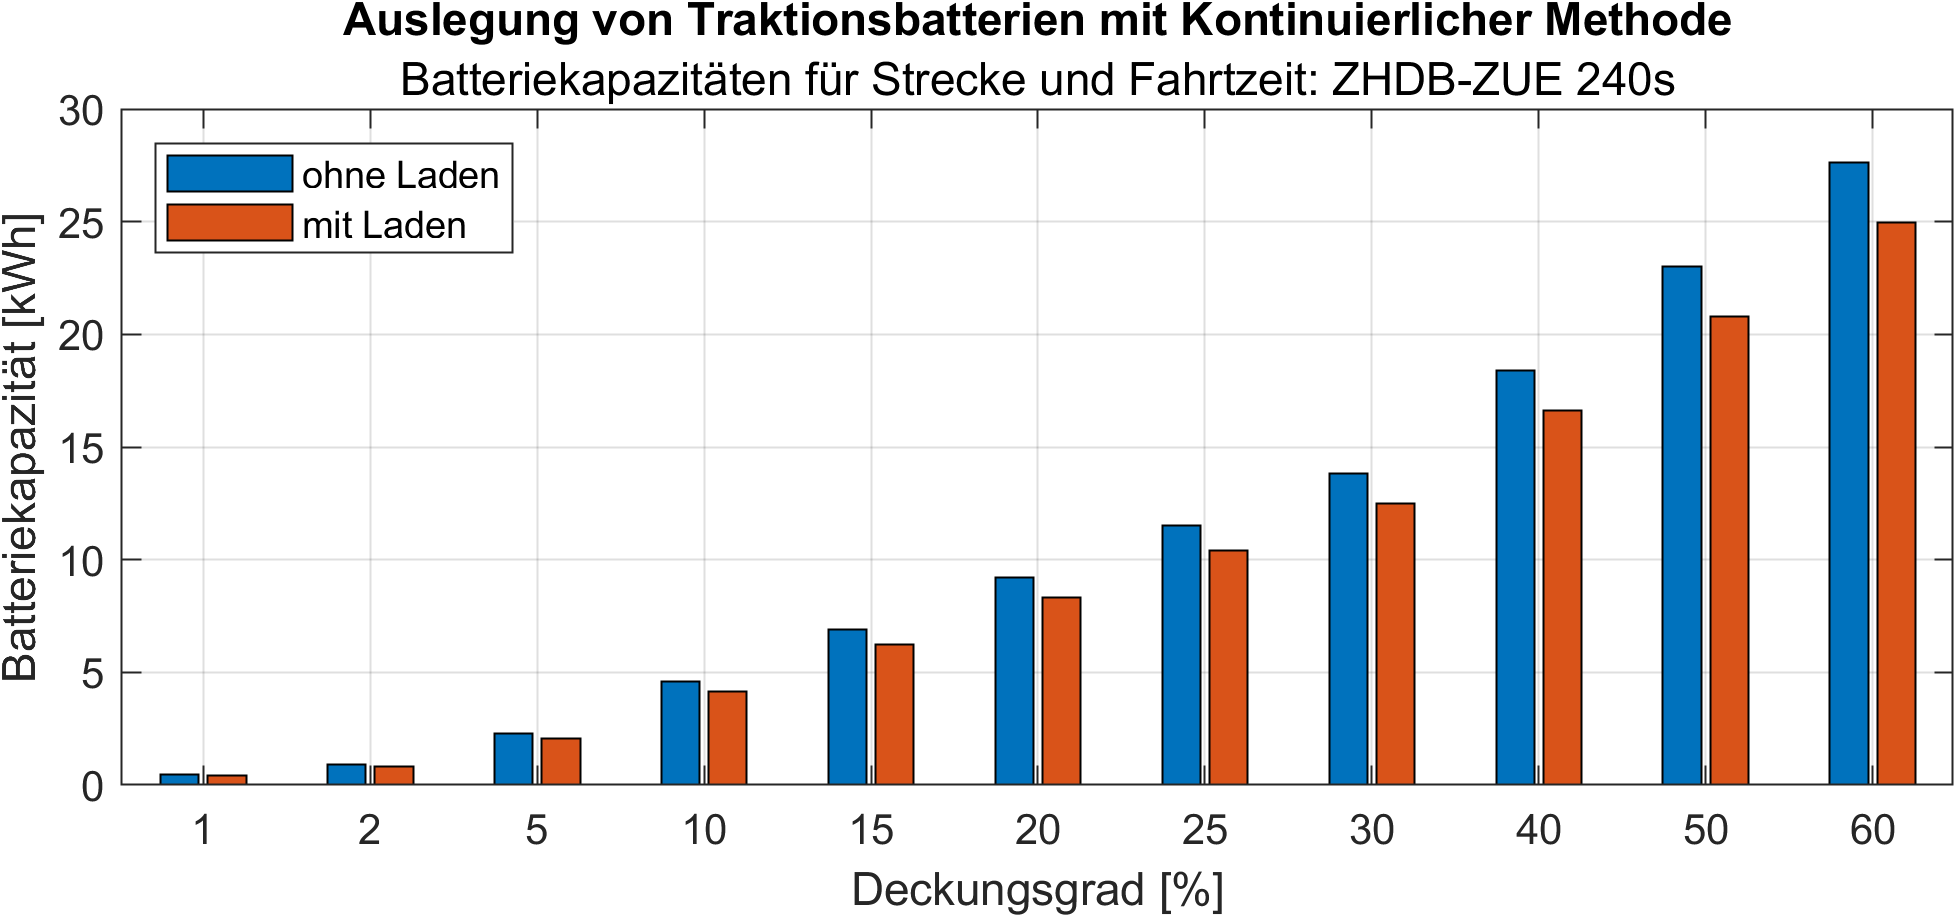 Auslegung von Traktionsbatterien mit Kontinuierlicher Methode
Batteriekapazitäten für Strecke und Fahrtzeit: ZHDB-ZUE 240s
30
25
20
15
10
5
0
Batteriekapazität [kWh]
ohne Laden
mit Laden
1 2 5 10 15 20 25 30 40 50 60
Deckungsgrad [%]